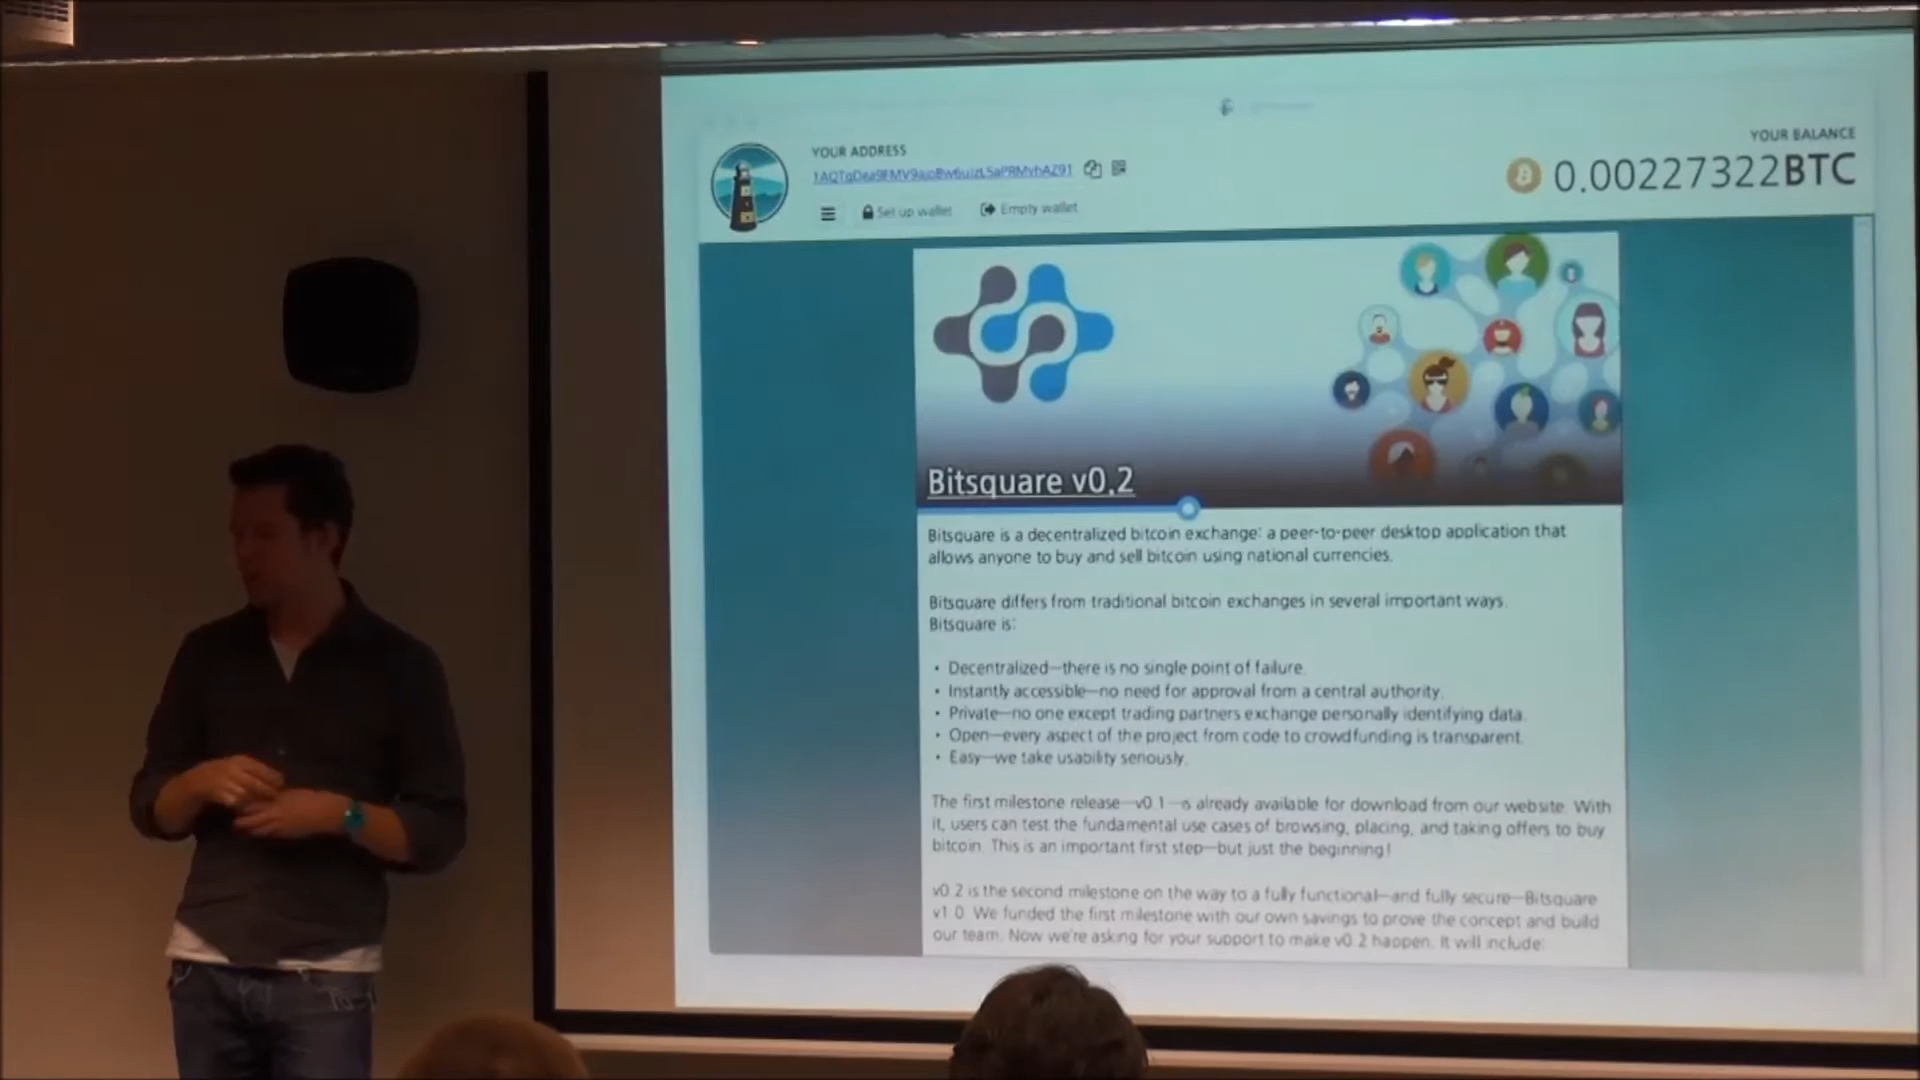 YOUR ADDRESS
YOUR BALANCE
0.00227322BTC
Set up wallet
Empty wallet
Bitsquare v0.2
Bitsquare is a decentralized bitcoin exchange: a peer-to-peer desktop application that
allows anyone to buy and sell bitcoin using national currencies.
Bitsquare differs from traditional bitcoin exchanges in several important ways.
Bitsquare is:
• Decentralized—there is no single point of failure.
• Instantly accessible—no need for approval from a central authority.
• Private—no one except trading partners exchange personally identifying data.
• Open—every aspect of the project from code to crowdfunding is transparent.
• Easy—we take usability seriously.
The first milestone release—v0.1—is already available for download from our website. With
it, users can test the fundamental use cases of browsing, placing, and taking offers to buy
bitcoin. This is an important first step—but just the beginning!
v0.2 is the second milestone on the way to a fully functional—and fully secure—Bitsquare
v1.0. We funded the first milestone with our own savings to prove the concept and build
our team. Now we're asking for your support to make v0.2 happen. It will include: